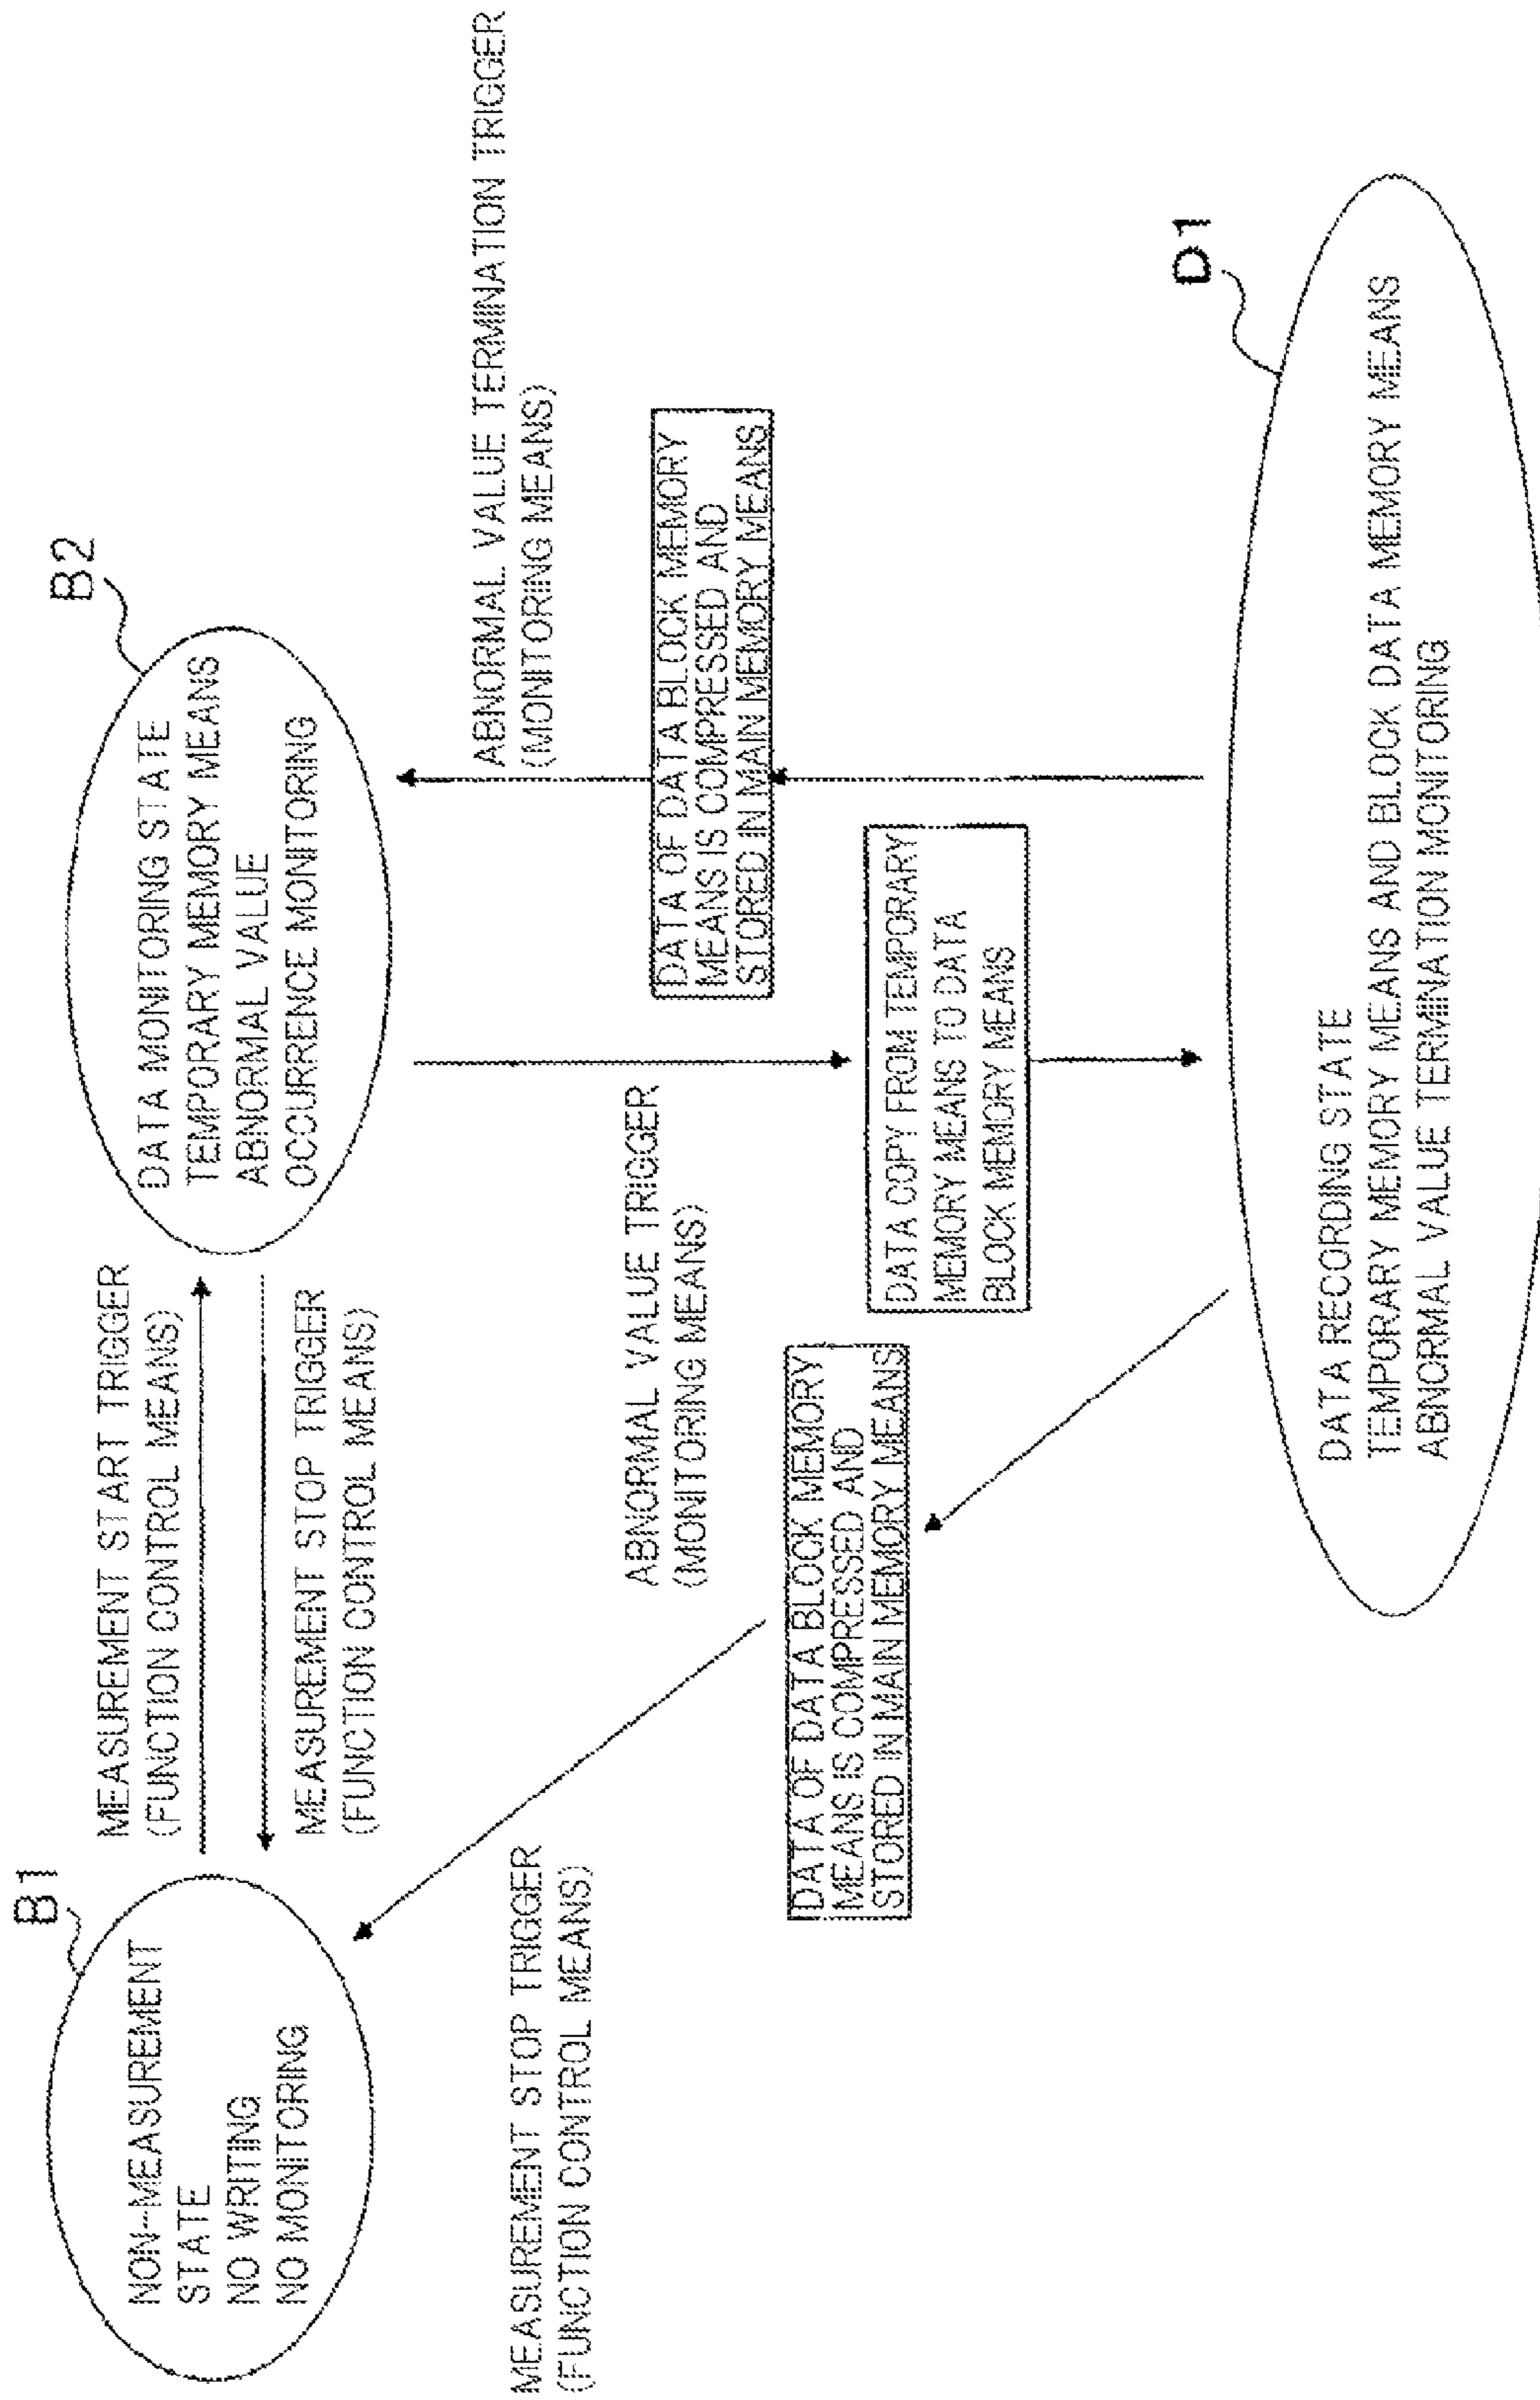 B1
NON-MEASUREMENT
STATE
NO WRITING
NO MONITORING
MEASUREMENT START TRIGGER
(FUNCTION CONTROL MEANS)
MEASUREMENT STOP TRIGGER
(FUNCTION CONTROL MEANS)
B2
DATA MONITORING STATE
TEMPORARY MEMORY MEANS
ABNORMAL VALUE
OCCURRENCE MONITORING
MEASUREMENT STOP TRIGGER
(FUNCTION CONTROL MEANS)
ABNORMAL VALUE TRIGGER
(MONITORING MEANS)
ABNORMAL VALUE TERMINATION TRIGGER
(MONITORING MEANS)
DATA OF DATA BLOCK MEMORY
MEANS IS COMPRESSED AND
STORED IN MAIN MEMORY MEANS
DATA OF DATA BLOCK MEMORY
MEANS IS COMPRESSED AND
STORED IN MAIN MEMORY MEANS
DATA COPY FROM TEMPORARY
MEMORY MEANS TO DATA
BLOCK MEMORY MEANS
D1
DATA RECORDING STATE
TEMPORARY MEMORY MEANS AND BLOCK DATA MEMORY MEANS
ABNORMAL VALUE TERMINATION MONITORING